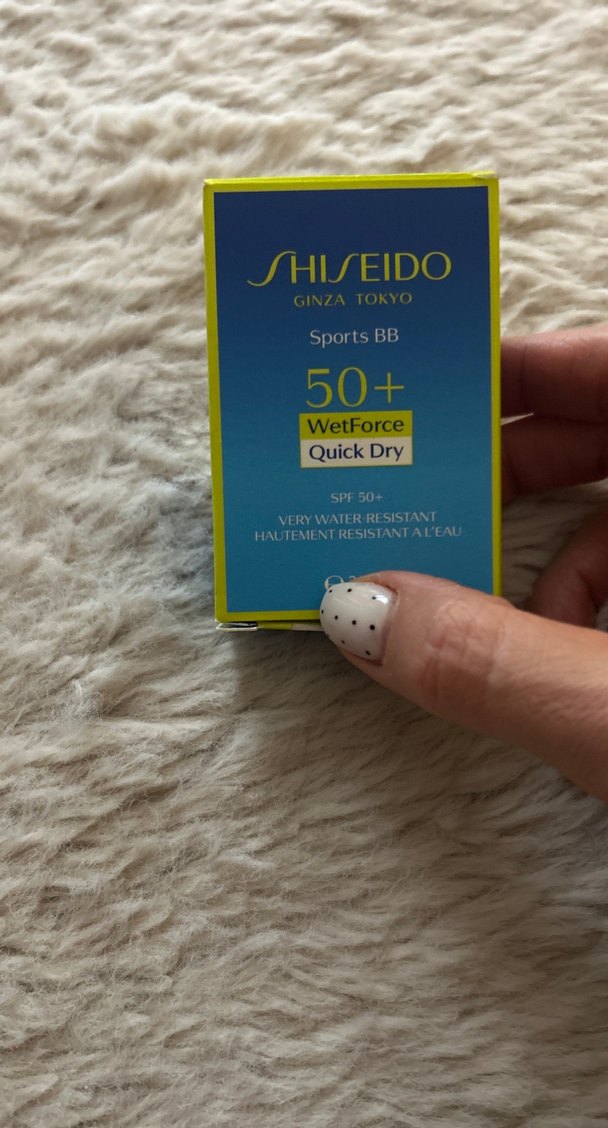 SHISEIDO
GINZA TOKYO
Sports BB
50+
WetForce
Quick Dry
SPF 50+
VERY WATER-RESISTANT
HAUTEMENT RESISTANT A L'EAU